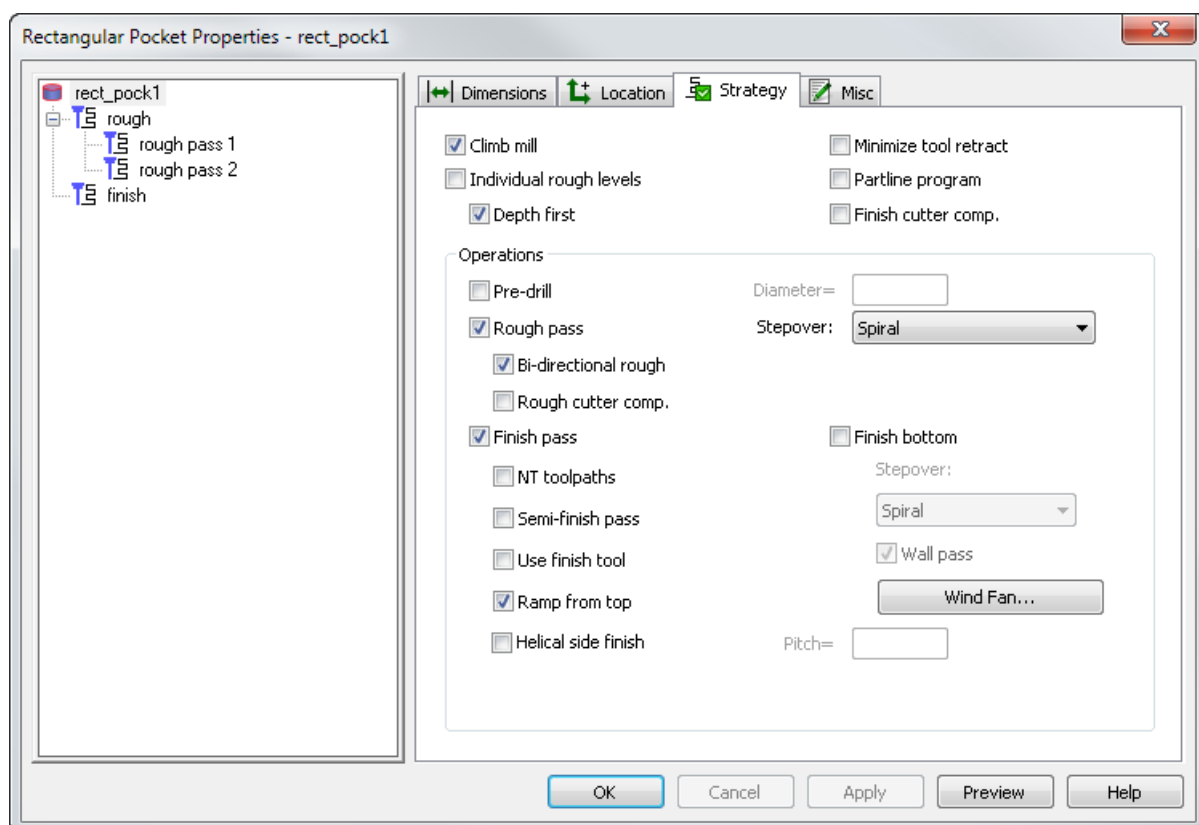 Rectangular Pocket Properties - rect_pock1
rect_pock1
rough
rough pass 1
rough pass 2
finish
Dimensions
Location
Strategy
Misc
Climb mill
Minimize tool retract
Individual rough levels
Partline program
Depth first
Finish cutter comp.
Operations
Pre-drill
Diameter=
Rough pass
Stepover:
Spiral
Bi-directional rough
Rough cutter comp.
Finish pass
Finish bottom
NT toolpaths
Stepover:
Semi-finish pass
Spiral
Use finish tool
Wall pass
Ramp from top
Wind Fan...
Helical side finish
Pitch=
OK
Cancel
Apply
Preview
Help